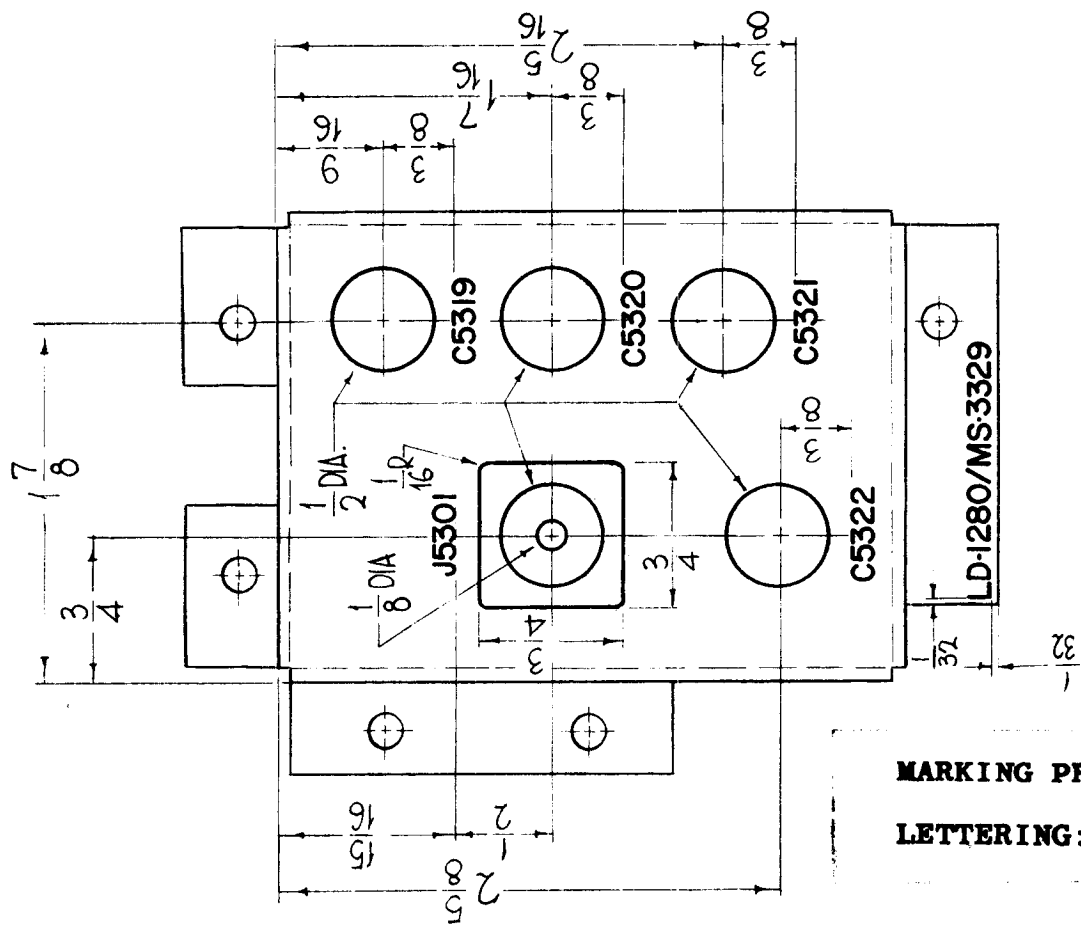 2 5/16
3/8
1 7/16
3/8
9/16
3/8
1 7/8
3/4
C5319
C5320
C5321
1/2 DIA.
1/16 R
J5301
1/8 DIA
3/4
3/4
3/8
C5322
LD-1280/MS-3329
1/32
1/32
15/16
1/2
2 5/8
MARKING
LETTERING: